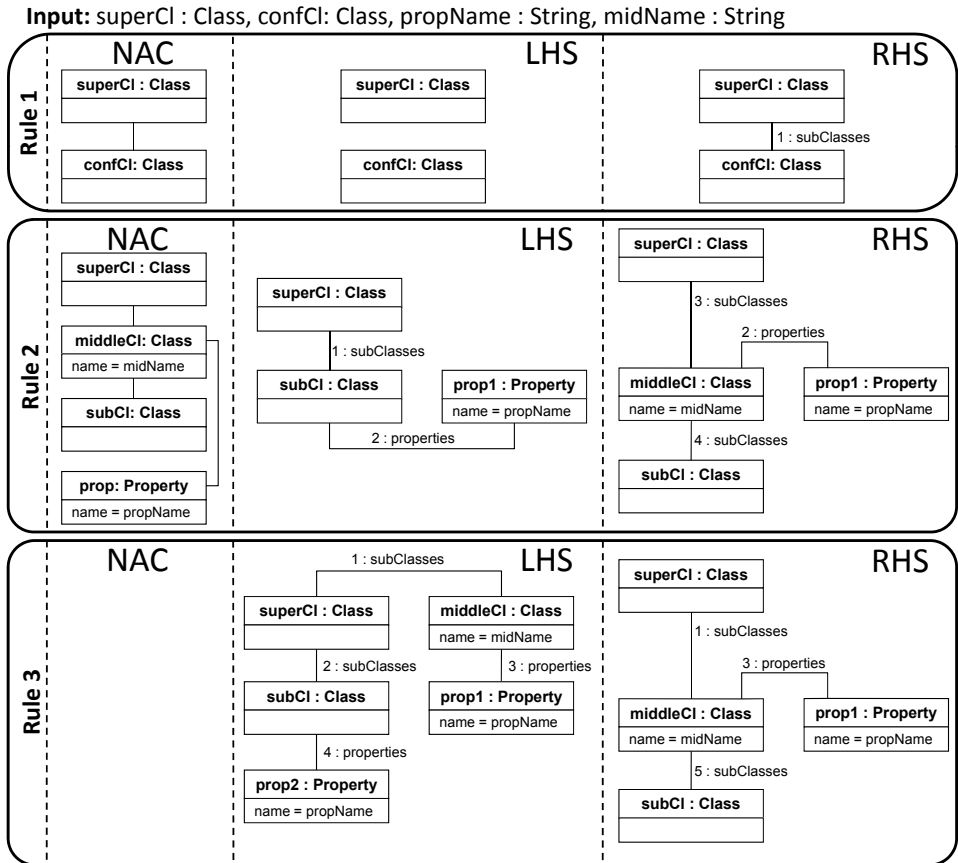 Input: superCl : Class, confCl: Class, propName : String, midName : String
Rule 1
NAC
LHS
RHS
superCl : Class
superCl : Class
superCl : Class
1 : subClasses
confCl: Class
confCl: Class
confCl: Class
Rule 2
NAC
superCl : Class
middleCl: Class
name = midName
subCl: Class
prop: Property
name = propName
LHS
superCl : Class
1 : subClasses
subCl : Class
prop1 : Property
name = propName
2 : properties
RHS
superCl : Class
3 : subClasses
2 : properties
middleCl : Class
name = midName
prop1 : Property
name = propName
4 : subClasses
subCl : Class
Rule 3
NAC
LHS
1 : subClasses
superCl : Class
middleCl : Class
name = midName
2 : subClasses
3 : properties
subCl : Class
prop1 : Property
name = propName
4 : properties
prop2 : Property
name = propName
RHS
superCl : Class
1 : subClasses
3 : properties
middleCl : Class
name = midName
prop1 : Property
name = propName
5 : subClasses
subCl : Class